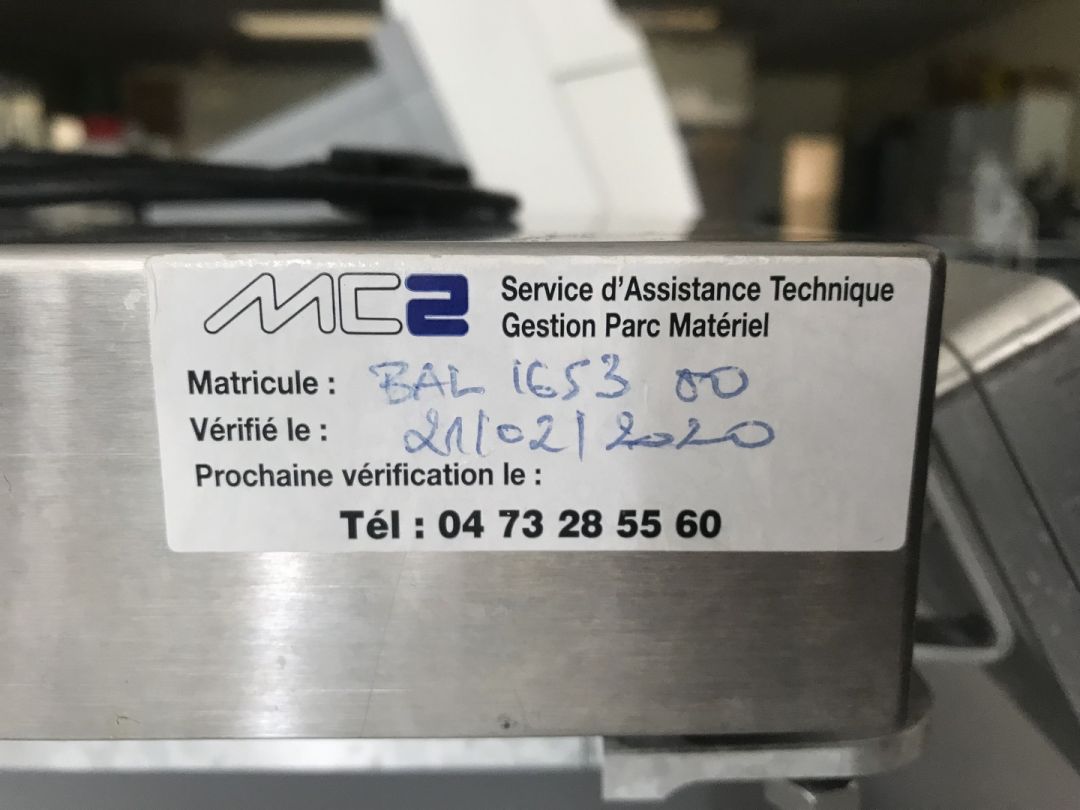 MC2
Service d'Assistance Technique
Gestion Parc Matériel
Matricule : BAL 1653 00
Vérifié le : 21/02/2020
Prochaine vérification le :
Tél : 04 73 28 55 60